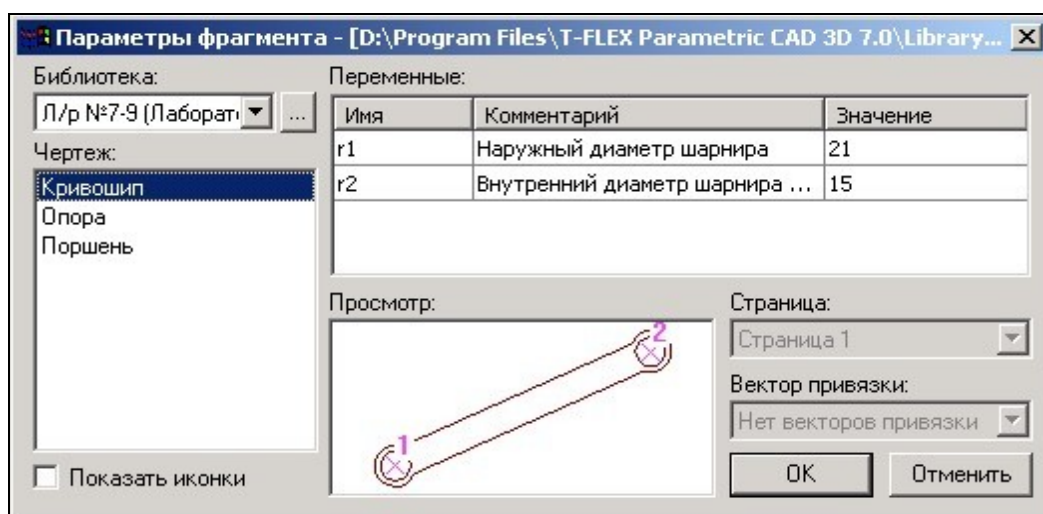 Параметры фрагмента - [D:\Program Files\T-FLEX Parametric CAD 3D 7.0\Library...
Библиотека:
Л/р №7-9 (Лаборат
...
Чертеж:
Кривошип
Опора
Поршень
Показать иконки
Переменные:
Имя Комментарий Значение
r1 Наружный диаметр шарнира 21
r2 Внутренний диаметр шарнира ... 15
Просмотр:
1
2
Страница:
Страница 1
Вектор привязки:
Нет векторов привязки
OK Отменить